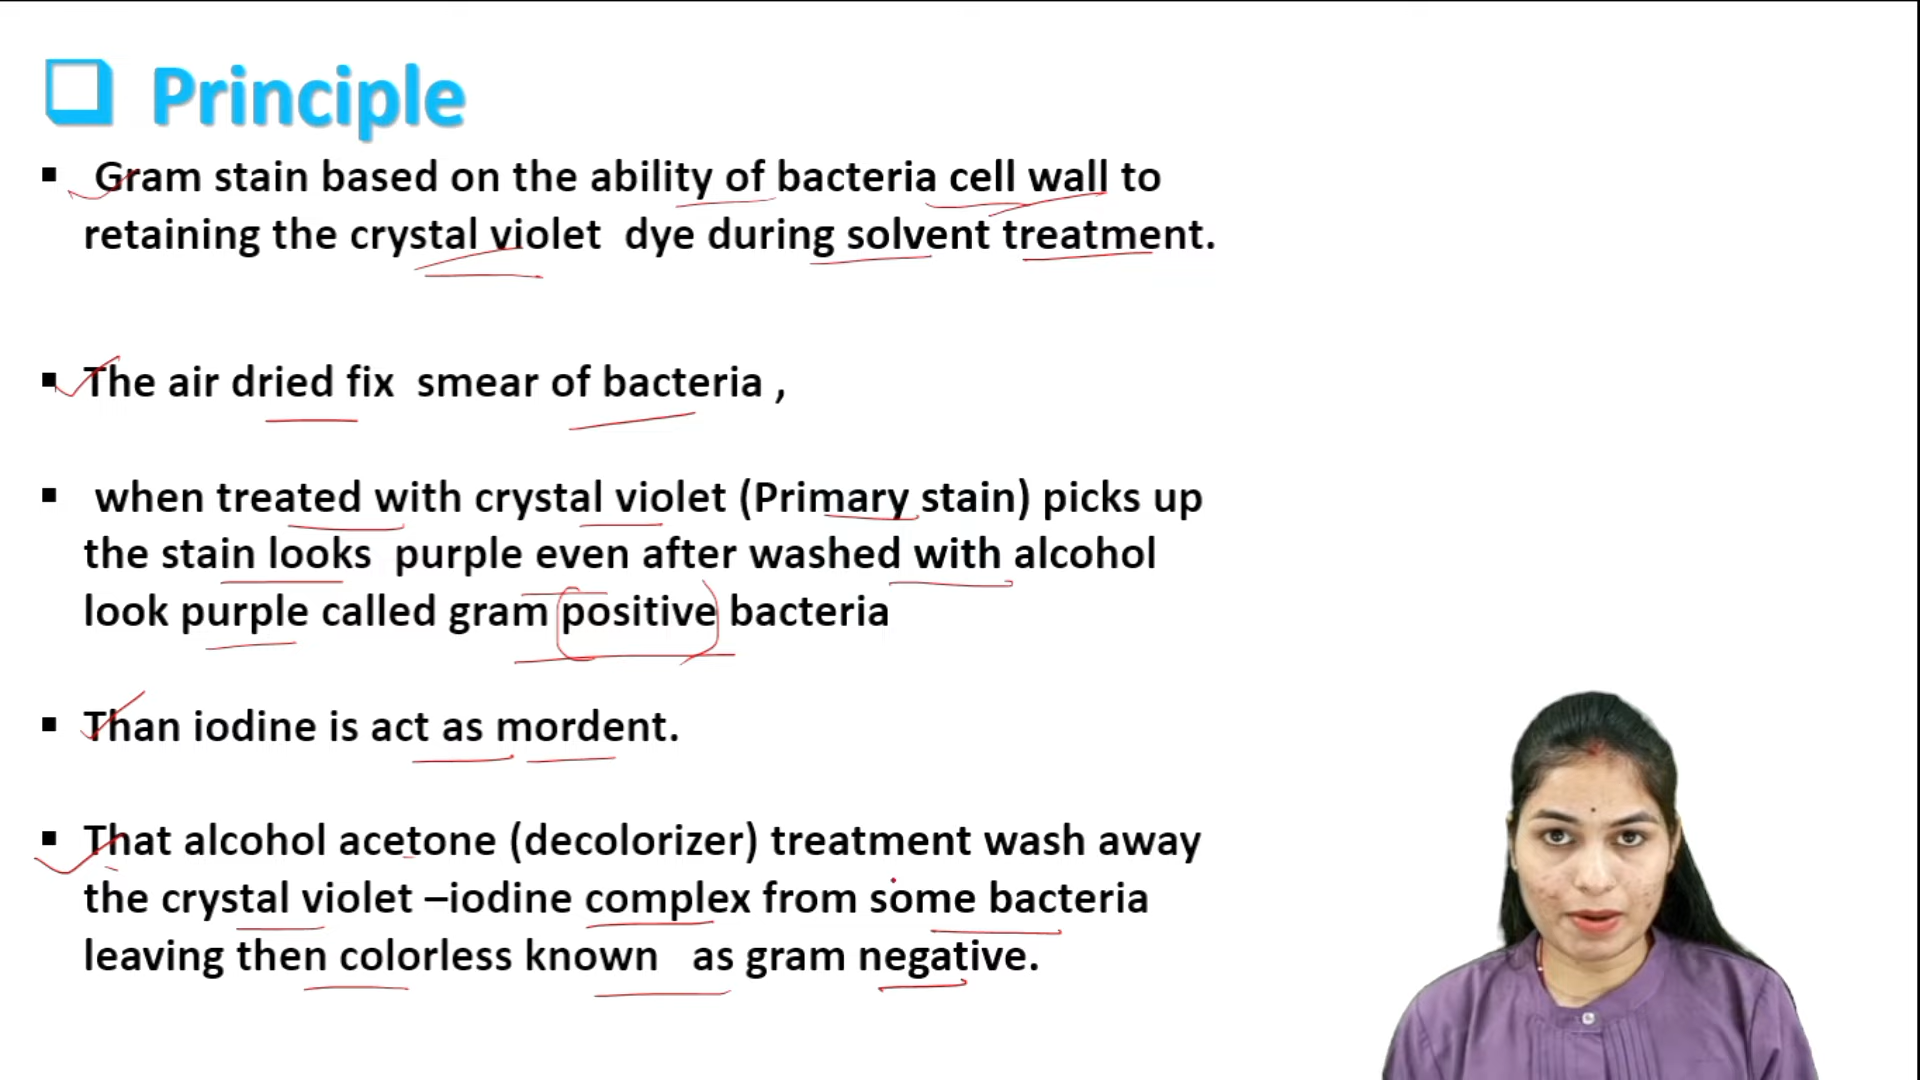 Principle
Gram stain based on the ability of bacteria cell wall to
retaining the crystal violet dye during solvent treatment.
The air dried fix smear of bacteria ,
when treated with crystal violet (Primary stain) picks up
the stain looks purple even after washed with alcohol
look purple called gram positive bacteria
Than iodine is act as mordent.
That alcohol acetone (decolorizer) treatment wash away
the crystal violet –iodine complex from some bacteria
leaving then colorless known as gram negative.